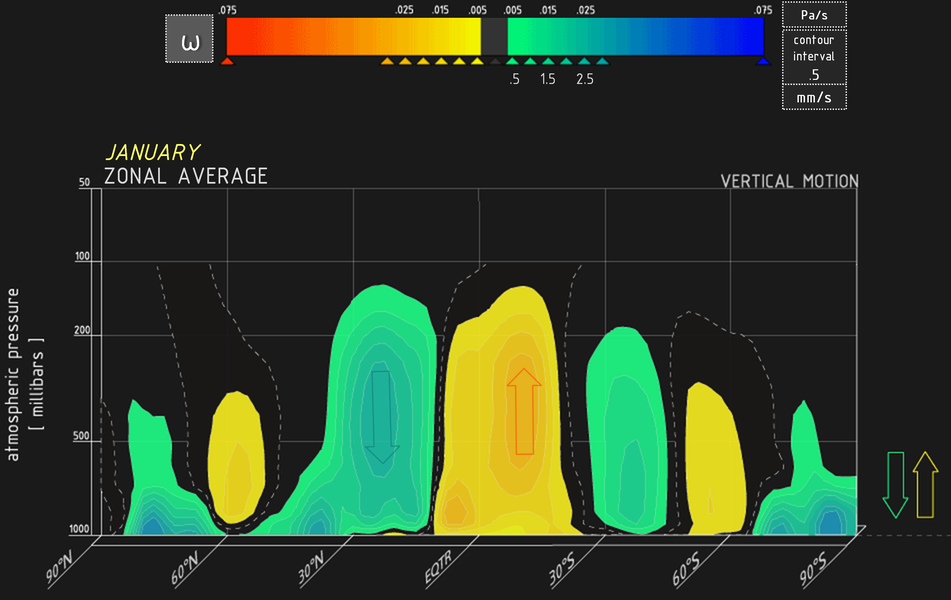 .075 .025 .015 .005 .005 .015 .025 .075
ω
.5 1.5 2.5
Pa/s
contour
interval
.5
mm/s
JANUARY
ZONAL AVERAGE
VERTICAL MOTION
50
100
200
500
1000
atmospheric pressure
[ millibars ]
90°N 60°N 30°N EQTR 30°S 60°S 90°S